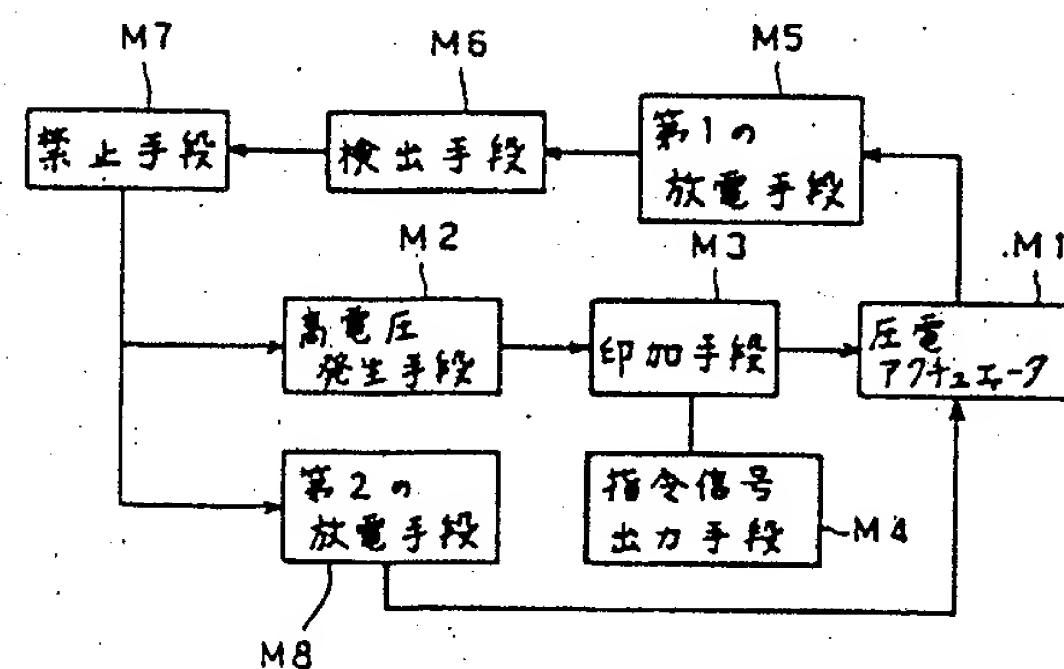 M7
M6
M5
禁止手段
検出手段
第1の
放電手段
M2
M3
M1
高電圧
発生手段
印加手段
圧電
アクチュエータ
第2の
放電手段
指令信号
出力手段
M4
M8